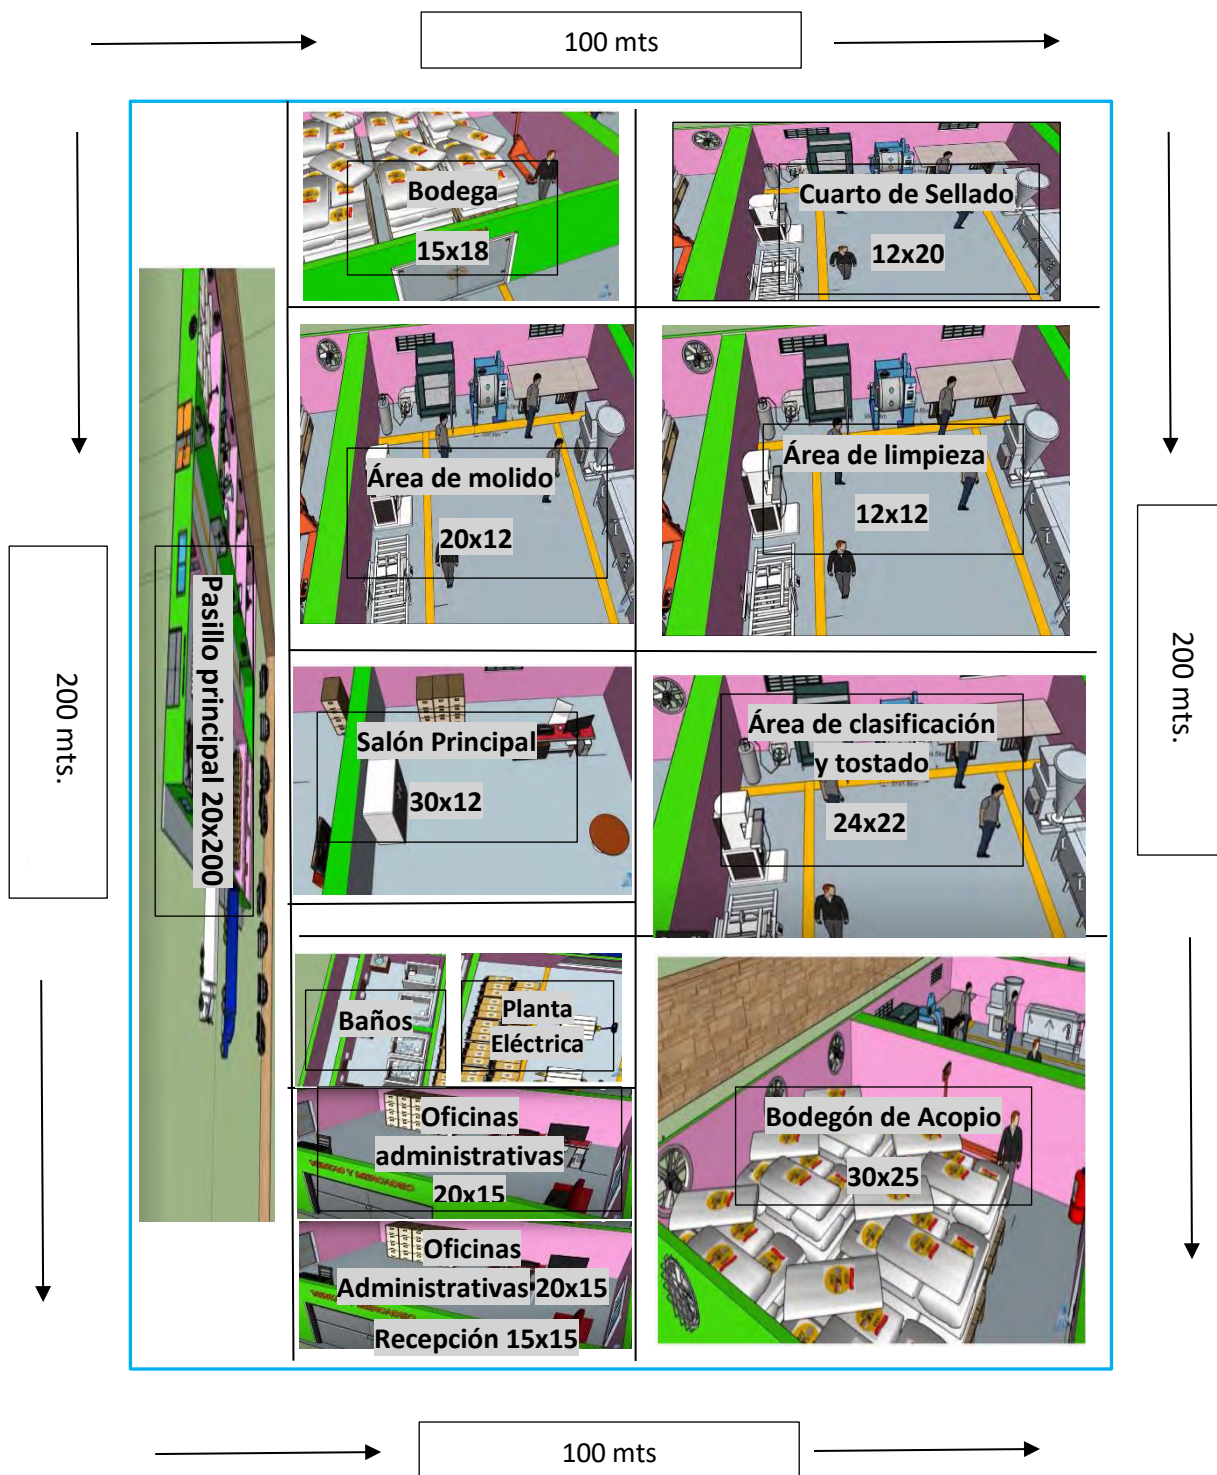 100 mts
Bodega
15x18
Cuarto de Sellado
12x20
Área de molido
20x12
Área de limpieza
12x12
Pasillo principal 20x200
200 mts.
200 mts.
Salón Principal
30x12
Área de clasificación
y tostado
24x22
Baños
Planta
Eléctrica
Oficinas
administrativas
20x15
Bodegón de Acopio
30x25
Oficinas
Administrativas 20x15
Recepción 15x15
100 mts